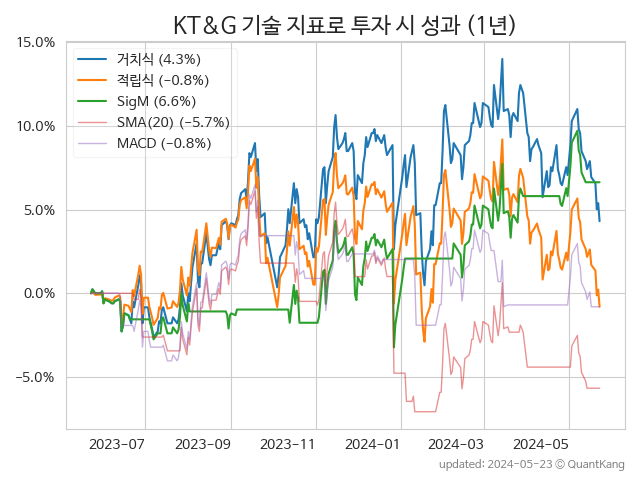 KT&G 기술 지표로 투자 시 성과 (1년)
15.0%
10.0%
5.0%
0.0%
−5.0%
거치식 (4.3%)
적립식 (−0.8%)
SigM (6.6%)
SMA(20) (−5.7%)
MACD (−0.8%)
2023-07
2023-09
2023-11
2024-01
2024-03
2024-05
updated: 2024-05-23 ⓒ QuantKang